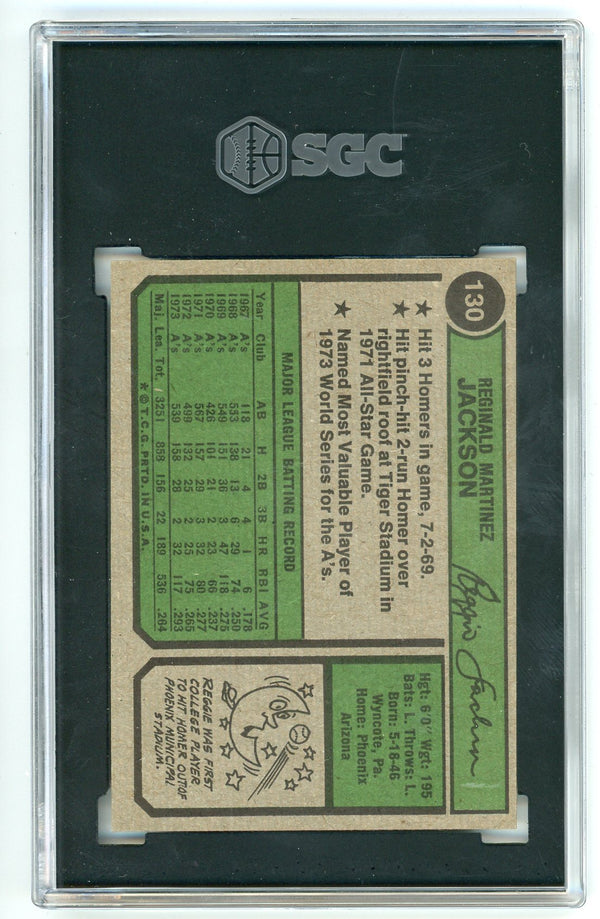 SGC
130
REGINALD MARTINEZ
JACKSON
Reggie Jackson
★ Hit 3 Homers in game, 7-2-69.
★ Hit pinch-hit 2-run Homer over
rightfield roof at Tiger Stadium in
1971 All-Star Game.
★ Named Most Valuable Player of
1973 World Series for the A's.
Hgt: 6'0" Wgt: 195
Bats: L. Throws: L.
Born: 5-18-46
Wyncote, Pa.
Home: Phoenix
Arizona
MAJOR LEAGUE BATTING RECORD
Year Club AB H 2B 3B HR RBI AVG
1967 A's 118 21 4 4 1 6 .178
1968 A's 553 138 13 6 29 74 .250
1969 A's 549 151 36 3 47 118 .275
1970 A's 426 101 21 2 23 66 .237
1971 A's 567 157 29 3 32 80 .277
1972 A's 499 132 25 2 25 75 .265
1973 A's 539 158 28 2 32 117 .293
Maj. Lea. Tot. 3251 858 156 22 189 536 .264
* © T.C.G. PRTD. IN U.S.A.
REGGIE WAS FIRST
COLLEGE PLAYER
TO HIT HOMER OUT OF
PHOENIX MUNICIPAL
STADIUM.